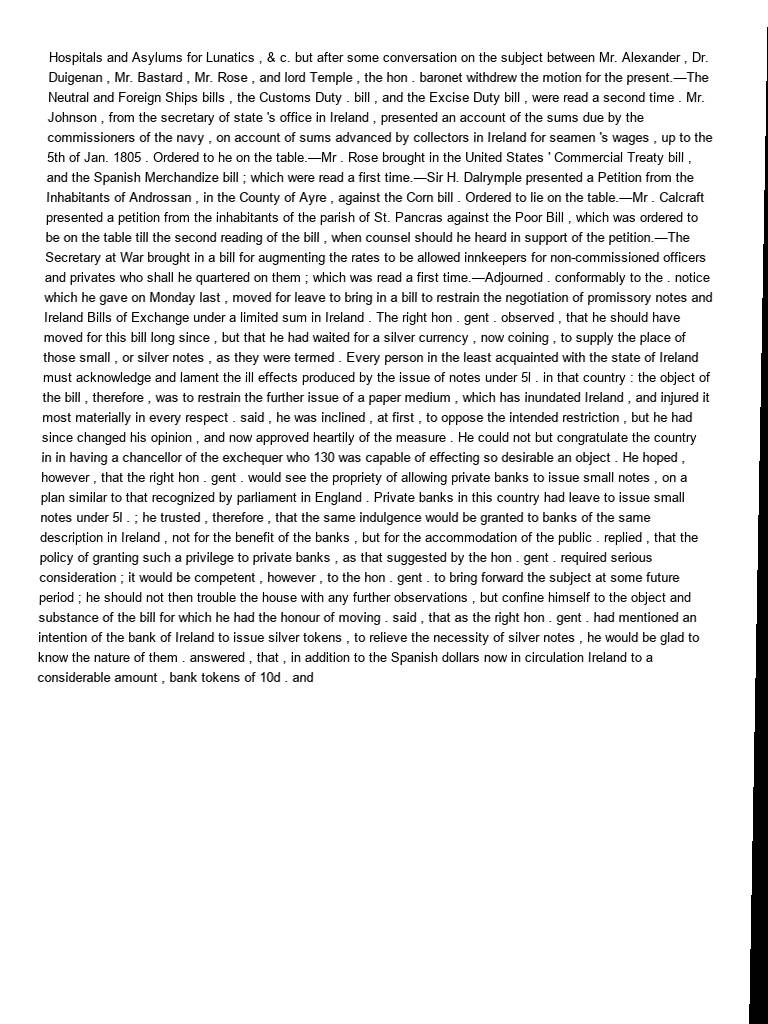 Hospitals and Asylums for Lunatics , & c. but after some conversation on the subject between Mr. Alexander , Dr.
Duigenan , Mr. Bastard , Mr. Rose , and lord Temple , the hon . baronet withdrew the motion for the present.—The
Neutral and Foreign Ships bills , the Customs Duty . bill , and the Excise Duty bill , were read a second time . Mr.
Johnson , from the secretary of state 's office in Ireland , presented an account of the sums due by the
commissioners of the navy , on account of sums advanced by collectors in Ireland for seamen 's wages , up to the
5th of Jan. 1805 . Ordered to he on the table.—Mr . Rose brought in the United States ' Commercial Treaty bill ,
and the Spanish Merchandize bill ; which were read a first time.—Sir H. Dalrymple presented a Petition from the
Inhabitants of Androssan , in the County of Ayre , against the Corn bill . Ordered to lie on the table.—Mr . Calcraft
presented a petition from the inhabitants of the parish of St. Pancras against the Poor Bill , which was ordered to
be on the table till the second reading of the bill , when counsel should he heard in support of the petition.—The
Secretary at War brought in a bill for augmenting the rates to be allowed innkeepers for non-commissioned officers
and privates who shall he quartered on them ; which was read a first time.—Adjourned . conformably to the . notice
which he gave on Monday last , moved for leave to bring in a bill to restrain the negotiation of promissory notes and
Ireland Bills of Exchange under a limited sum in Ireland . The right hon . gent . observed , that he should have
moved for this bill long since , but that he had waited for a silver currency , now coining , to supply the place of
those small , or silver notes , as they were termed . Every person in the least acquainted with the state of Ireland
must acknowledge and lament the ill effects produced by the issue of notes under 5l . in that country : the object of
the bill , therefore , was to restrain the further issue of a paper medium , which has inundated Ireland , and injured it
most materially in every respect . said , he was inclined , at first , to oppose the intended restriction , but he had
since changed his opinion , and now approved heartily of the measure . He could not but congratulate the country
in in having a chancellor of the exchequer who 130 was capable of effecting so desirable an object . He hoped ,
however , that the right hon . gent . would see the propriety of allowing private banks to issue small notes , on a
plan similar to that recognized by parliament in England . Private banks in this country had leave to issue small
notes under 5l . ; he trusted , therefore , that the same indulgence would be granted to banks of the same
description in Ireland , not for the benefit of the banks , but for the accommodation of the public . replied , that the
policy of granting such a privilege to private banks , as that suggested by the hon . gent . required serious
consideration ; it would be competent , however , to the hon . gent . to bring forward the subject at some future
period ; he should not then trouble the house with any further observations , but confine himself to the object and
substance of the bill for which he had the honour of moving . said , that as the right hon . gent . had mentioned an
intention of the bank of Ireland to issue silver tokens , to relieve the necessity of silver notes , he would be glad to
know the nature of them . answered , that , in addition to the Spanish dollars now in circulation Ireland to a
considerable amount , bank tokens of 10d . and